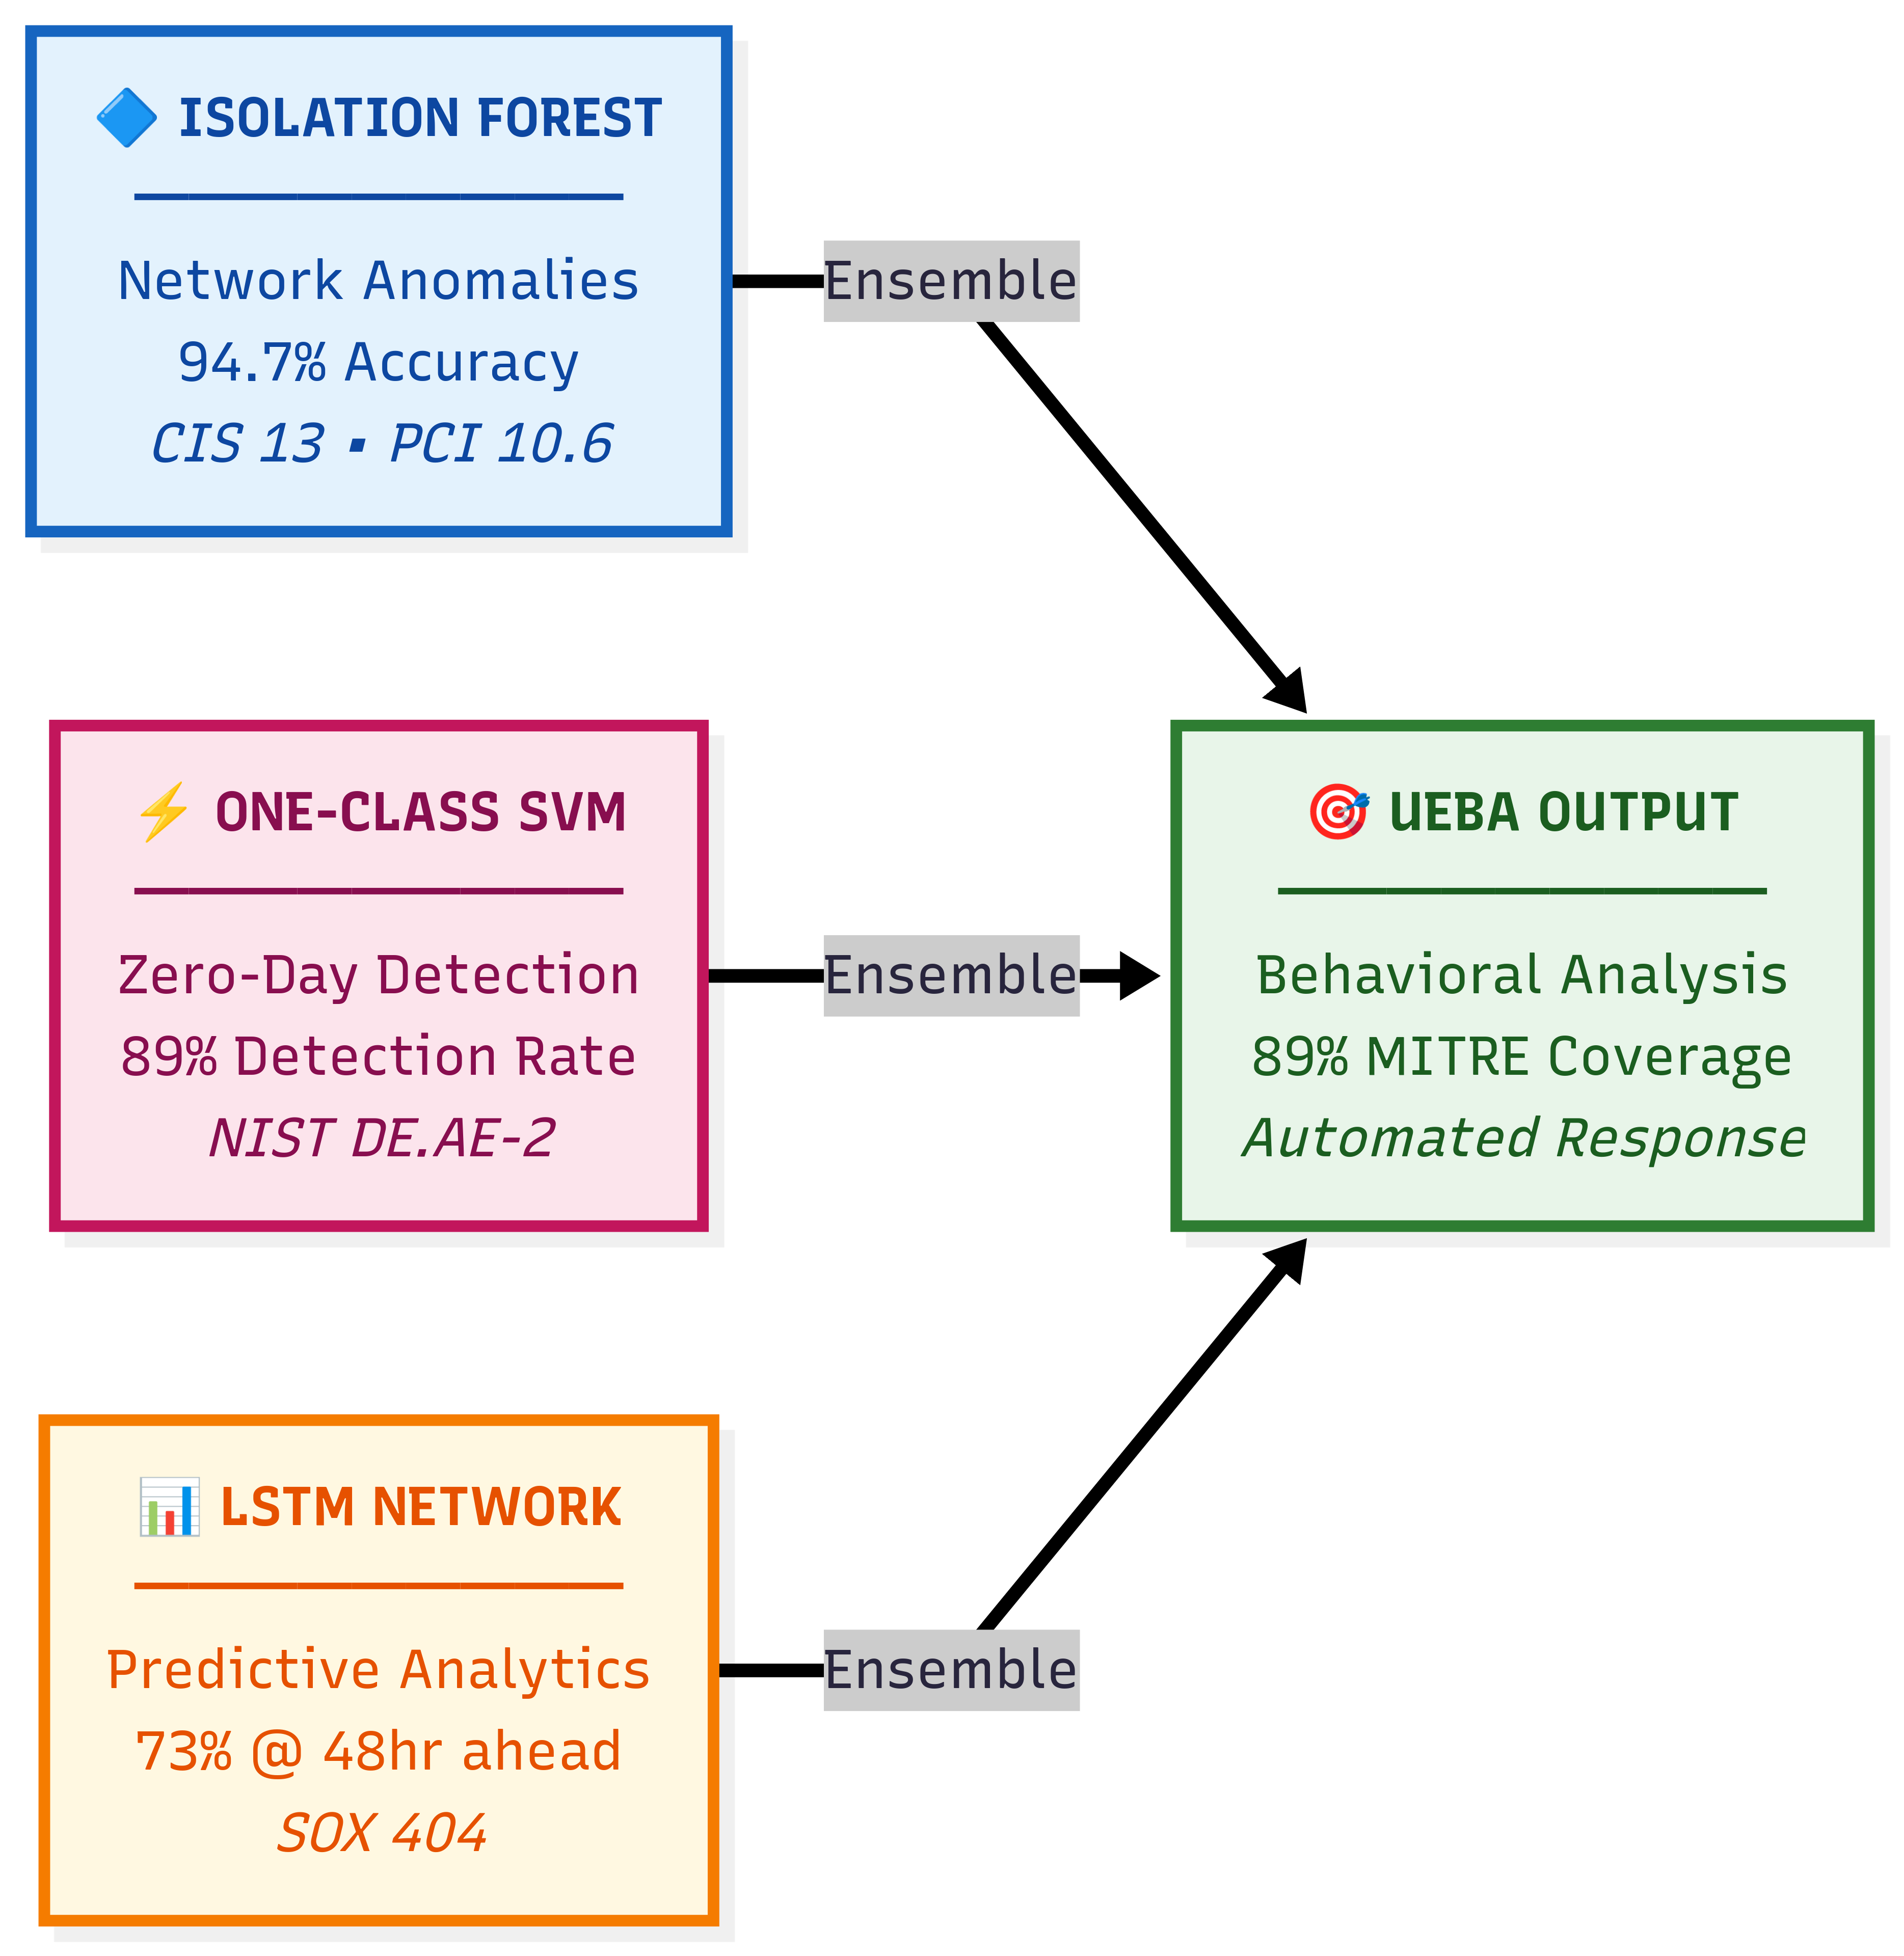 🔷 ISOLATION FOREST
Network Anomalies
94.7% Accuracy
CIS 13 • PCI 10.6
Ensemble
⚡ ONE-CLASS SVM
Zero-Day Detection
89% Detection Rate
NIST DE.AE-2
Ensemble
🎯 UEBA OUTPUT
Behavioral Analysis
89% MITRE Coverage
Automated Response
📊 LSTM NETWORK
Predictive Analytics
73% @ 48hr ahead
SOX 404
Ensemble